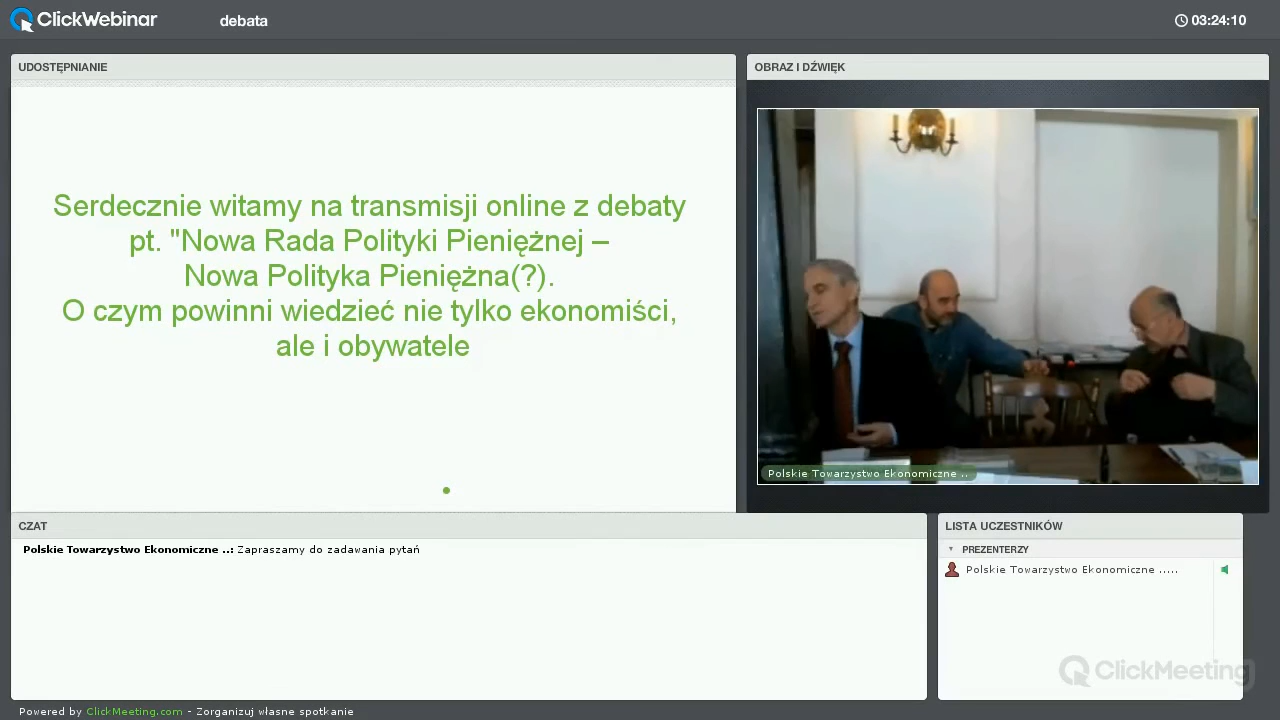 ClickWebinar
debata
03:24:10
UDOSTĘPNIANIE
Serdecznie witamy na transmisji online z debaty
pt. "Nowa Rada Polityki Pieniężnej –
Nowa Polityka Pieniężna(?).
O czym powinni wiedzieć nie tylko ekonomiści,
ale i obywatele
OBRAZ I DŹWIĘK
Polskie Towarzystwo Ekonomiczne ..
CZAT
Polskie Towarzystwo Ekonomiczne ..: Zapraszamy do zadawania pytań
LISTA UCZESTNIKÓW
PREZENTERZY
Polskie Towarzystwo Ekonomiczne .....
ClickMeeting
Powered by ClickMeeting.com - Zorganizuj własne spotkanie